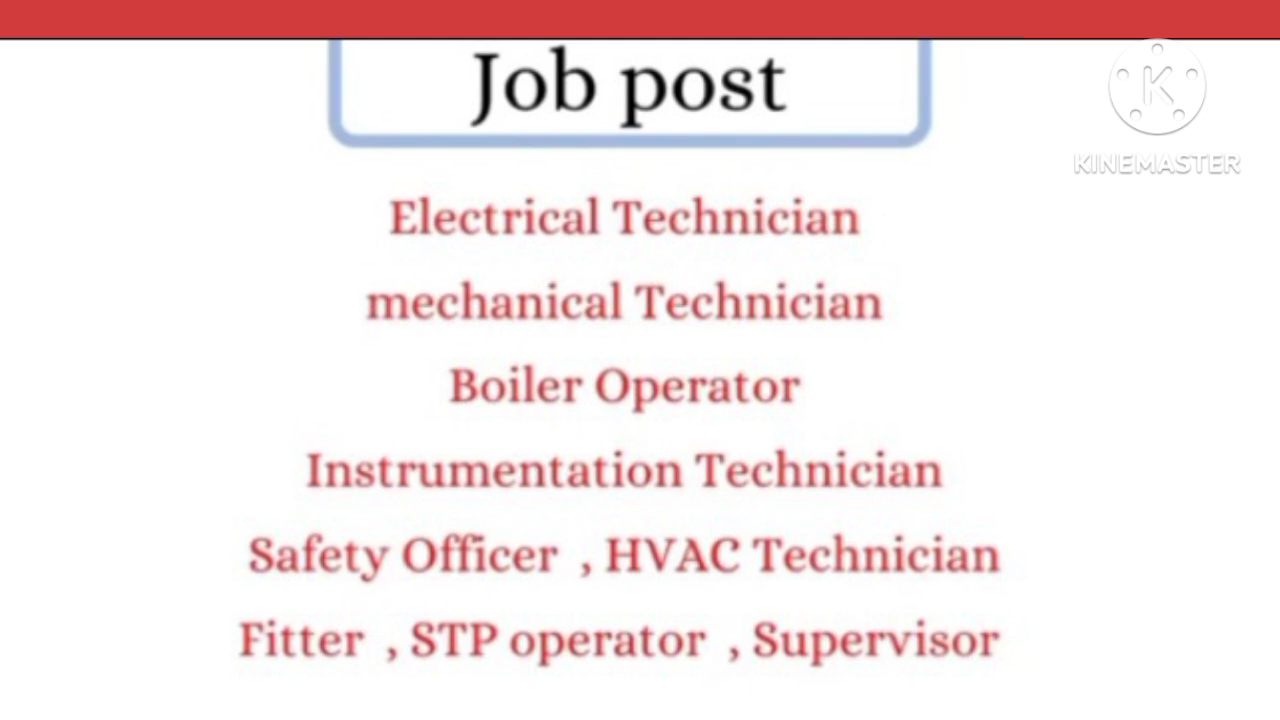 Job post
KINEMASTER
Electrical Technician
mechanical Technician
Boiler Operator
Instrumentation Technician
Safety Officer , HVAC Technician
Fitter , STP operator , Supervisor